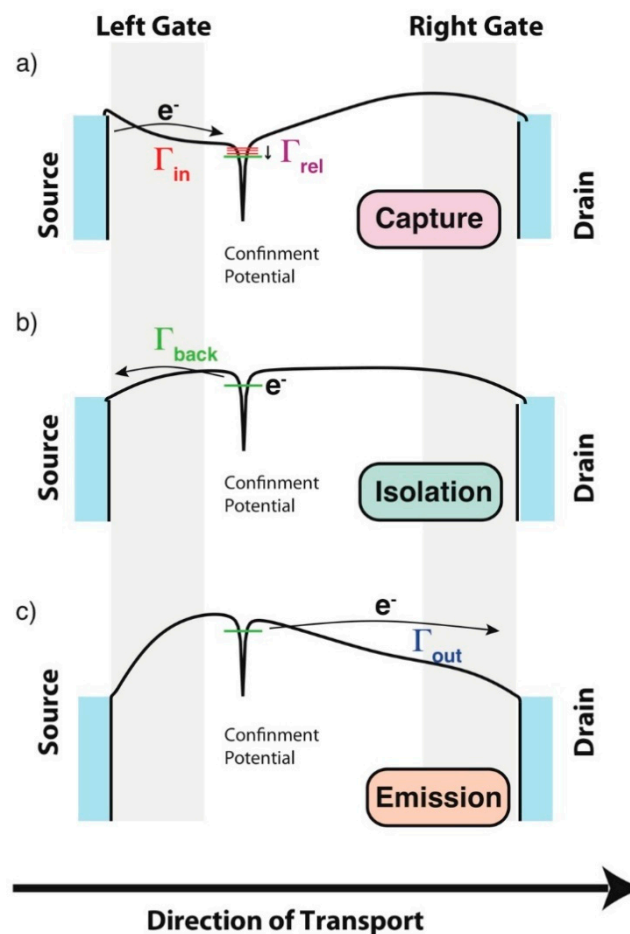 Left Gate
Right Gate
a)
e-
Γin
Γrel
Source
Capture
Drain
Confinment
Potential
b)
Γback
e-
Source
Isolation
Drain
Confinment
Potential
c)
e-
Γout
Source
Confinment
Potential
Drain
Emission
Direction of Transport